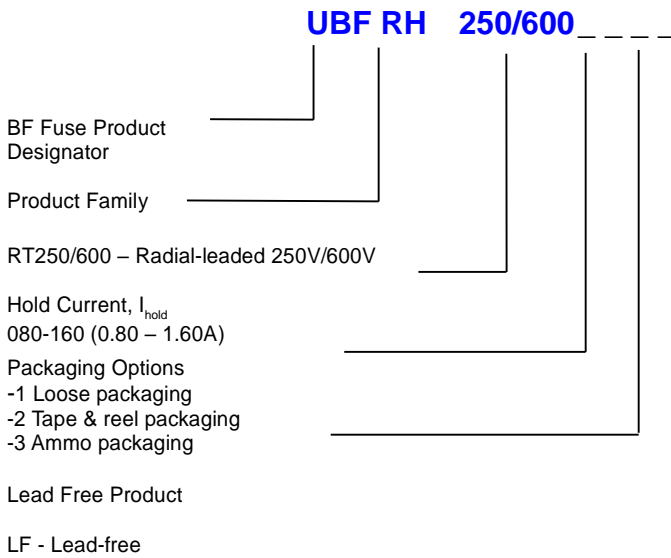 UBF RH 250/600_ _ _ _
BF Fuse Product
Designator
Product Family
RT250/600 – Radial-leaded 250V/600V
Hold Current, Ihold
080-160 (0.80 – 1.60A)
Packaging Options
-1 Loose packaging
-2 Tape & reel packaging
-3 Ammo packaging
Lead Free Product
LF - Lead-free